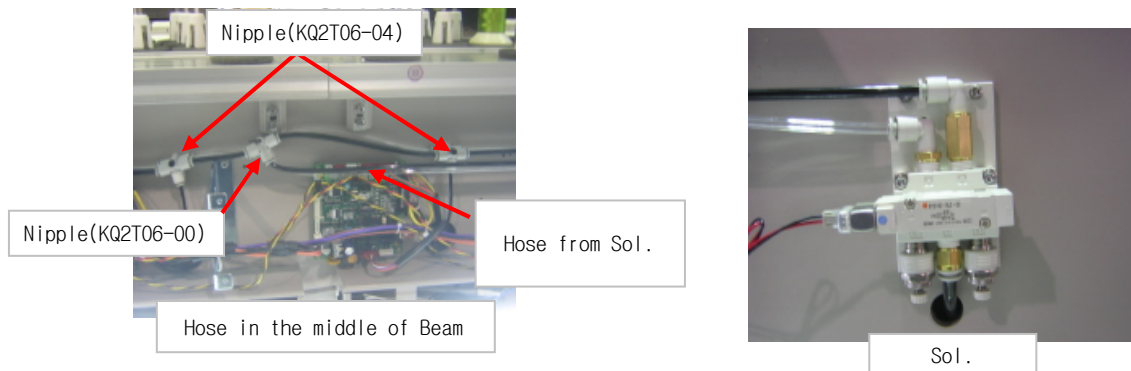 Nipple(KQ2T06-04)
Nipple(KQ2T06-00)
Hose from Sol.
Hose in the middle of Beam
Sol.